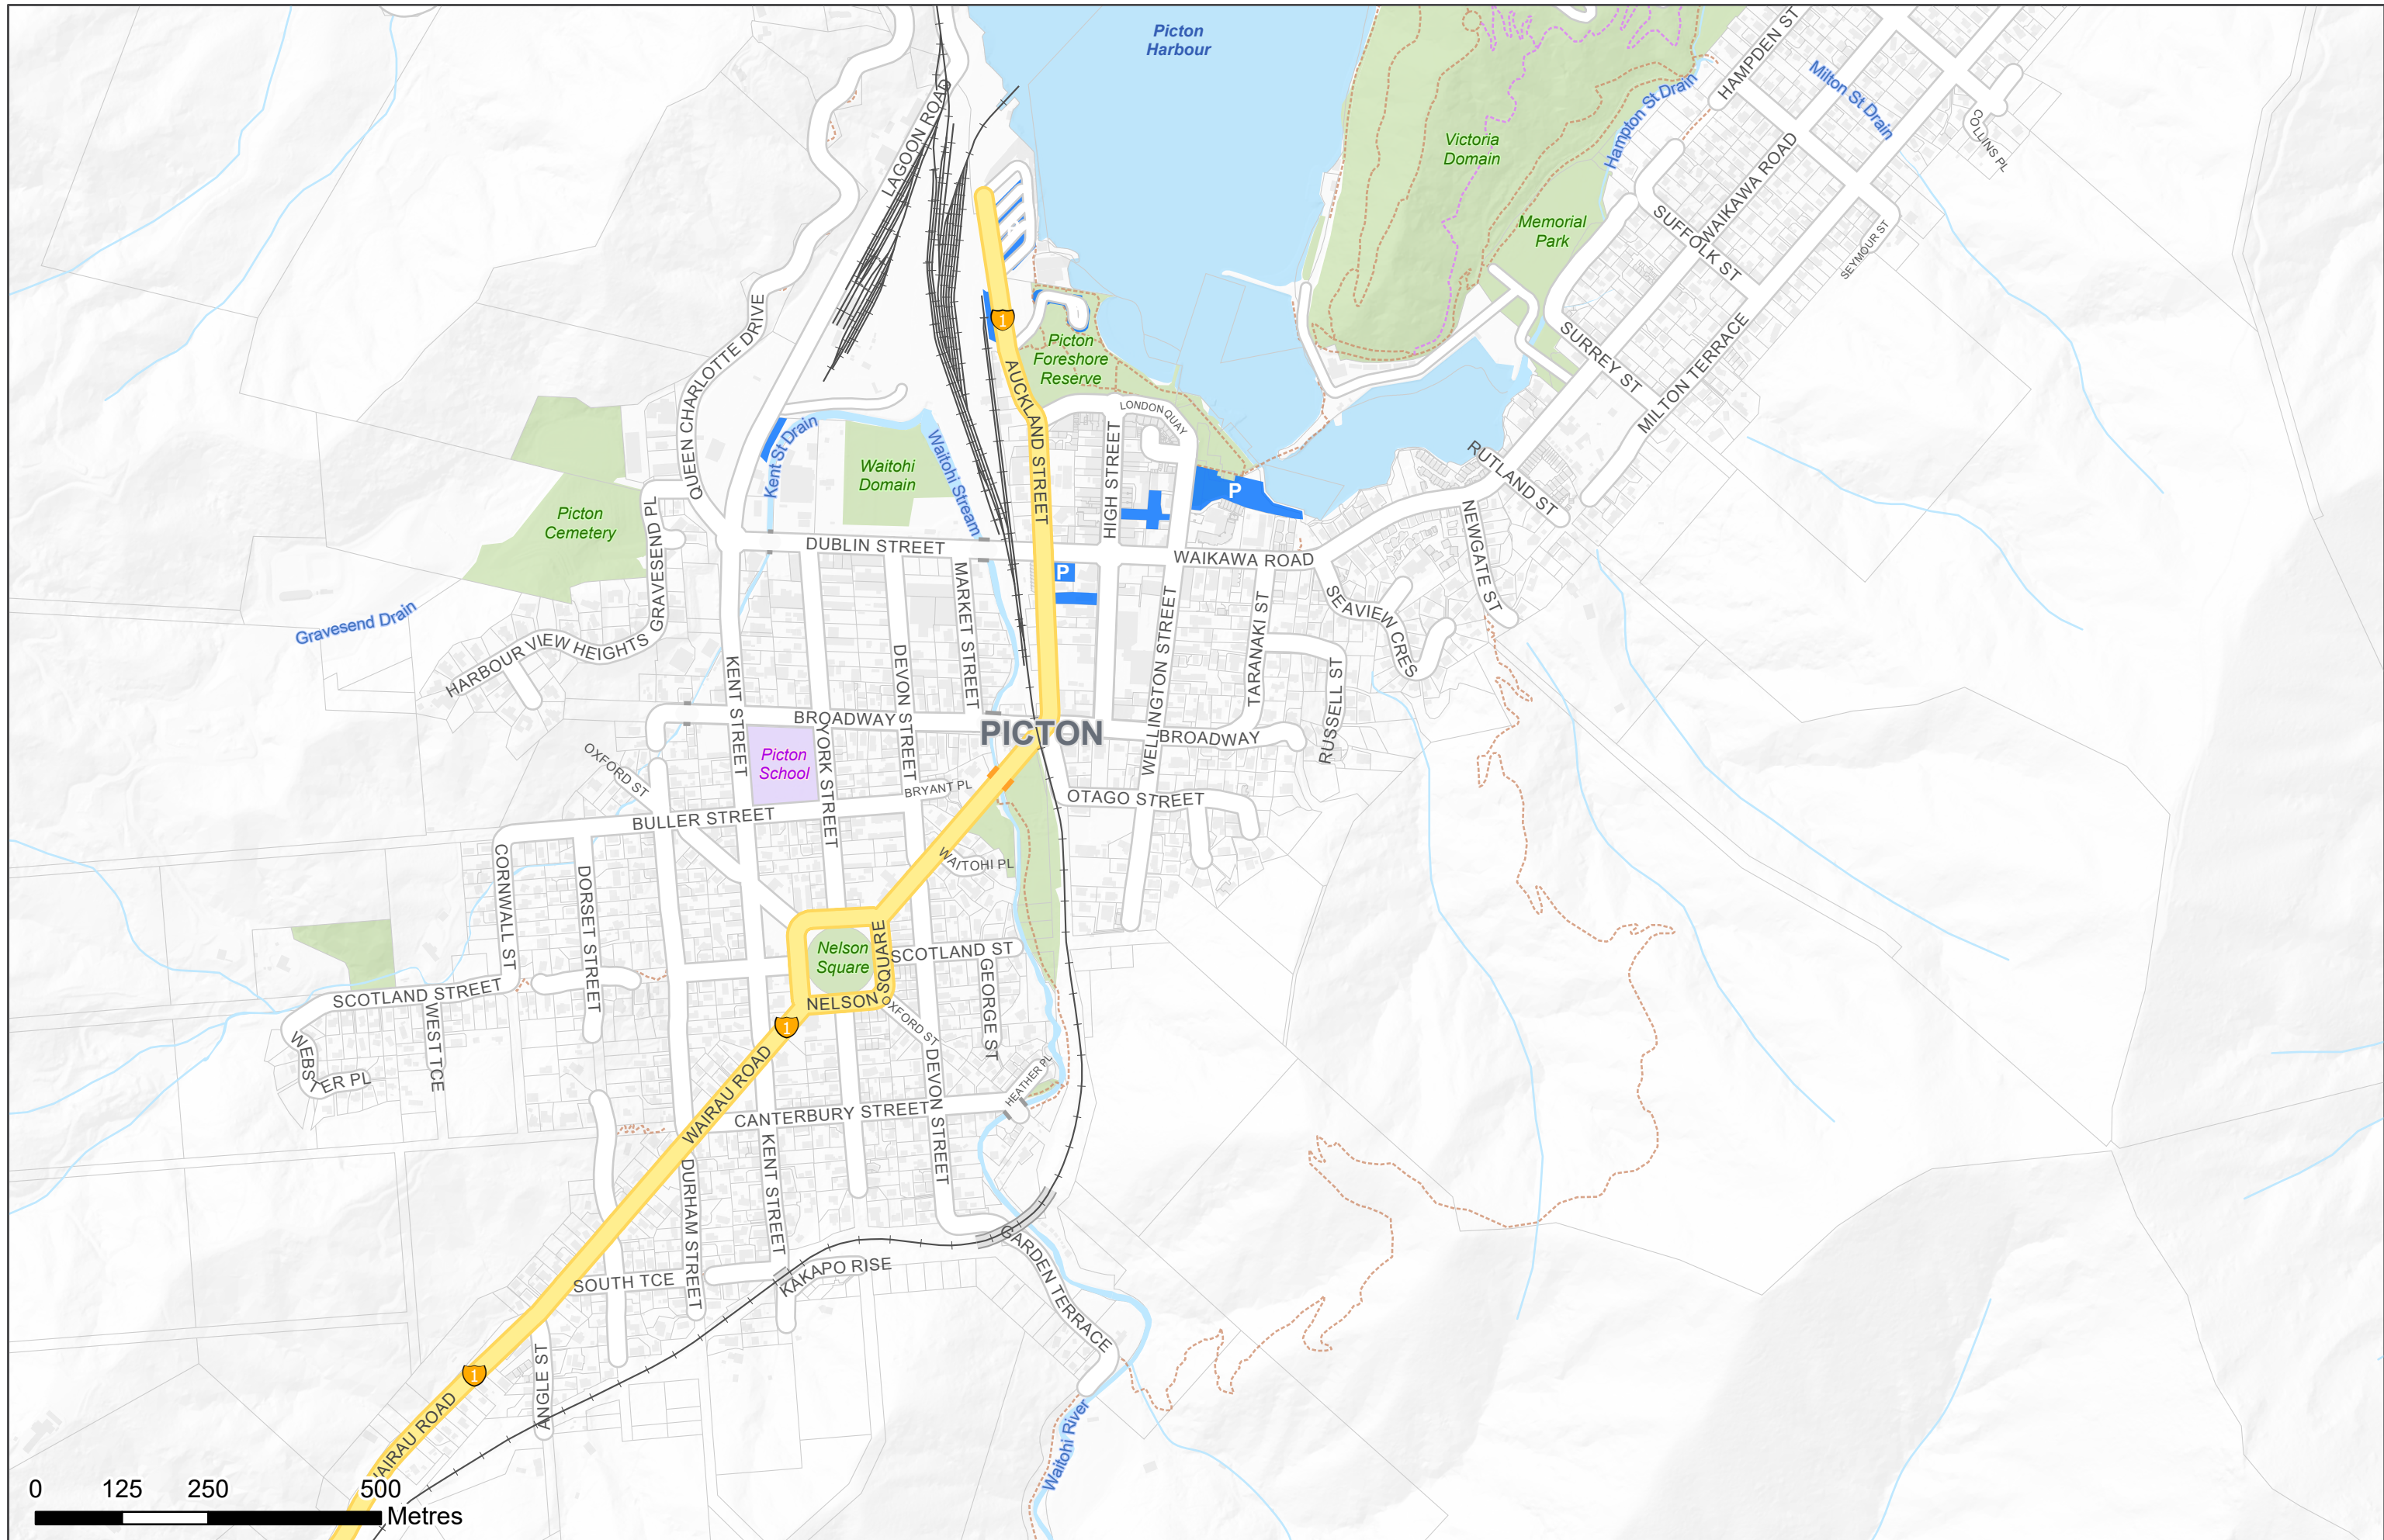 Picton
Harbour
HAMPDEN ST
Milton St Drain
Hampton St Drain
COLLINS PL
LAGOON ROAD
Victoria
Domain
WAIKAWA ROAD
Memorial
Park
SUFFOLK ST
SEYMOUR ST
1
QUEEN CHARLOTTE DRIVE
Picton
Foreshore
Reserve
SURREY ST
MILTON TERRACE
AUCKLAND STREET
LONDON QUAY
Kent St Drain
Waitohi
Domain
Waitohi Stream
HIGH STREET
RUTLAND ST
P
Picton
Cemetery
GRAVESEND PL
NEWGATE ST
DUBLIN STREET
WAIKAWA ROAD
P
MARKET STREET
SEAVIEW CRES
Gravesend Drain
HARBOUR VIEW HEIGHTS
KENT STREET
DEVON STREET
WELLINGTON STREET
TARANAKI ST
RUSSELL ST
BROADWAY
PICTON
BROADWAY
OXFORD ST
Picton
School
YORK STREET
BRYANT PL
OTAGO STREET
BULLER STREET
CORNWALL ST
DORSET STREET
WAITOHI PL
Nelson
Square
NELSON SQUARE
SCOTLAND ST
GEORGE ST
SCOTLAND STREET
WEST TCE
OXFORD ST
1
WEBSTER PL
WAIRAU ROAD
DEVON STREET
HEATHER PL
CANTERBURY STREET
KENT STREET
DURHAM STREET
GARDEN TERRACE
KAKAPO RISE
SOUTH TCE
ANGLE ST
1
WAIRAU ROAD
Waitohi River
0 125 250 500
Metres